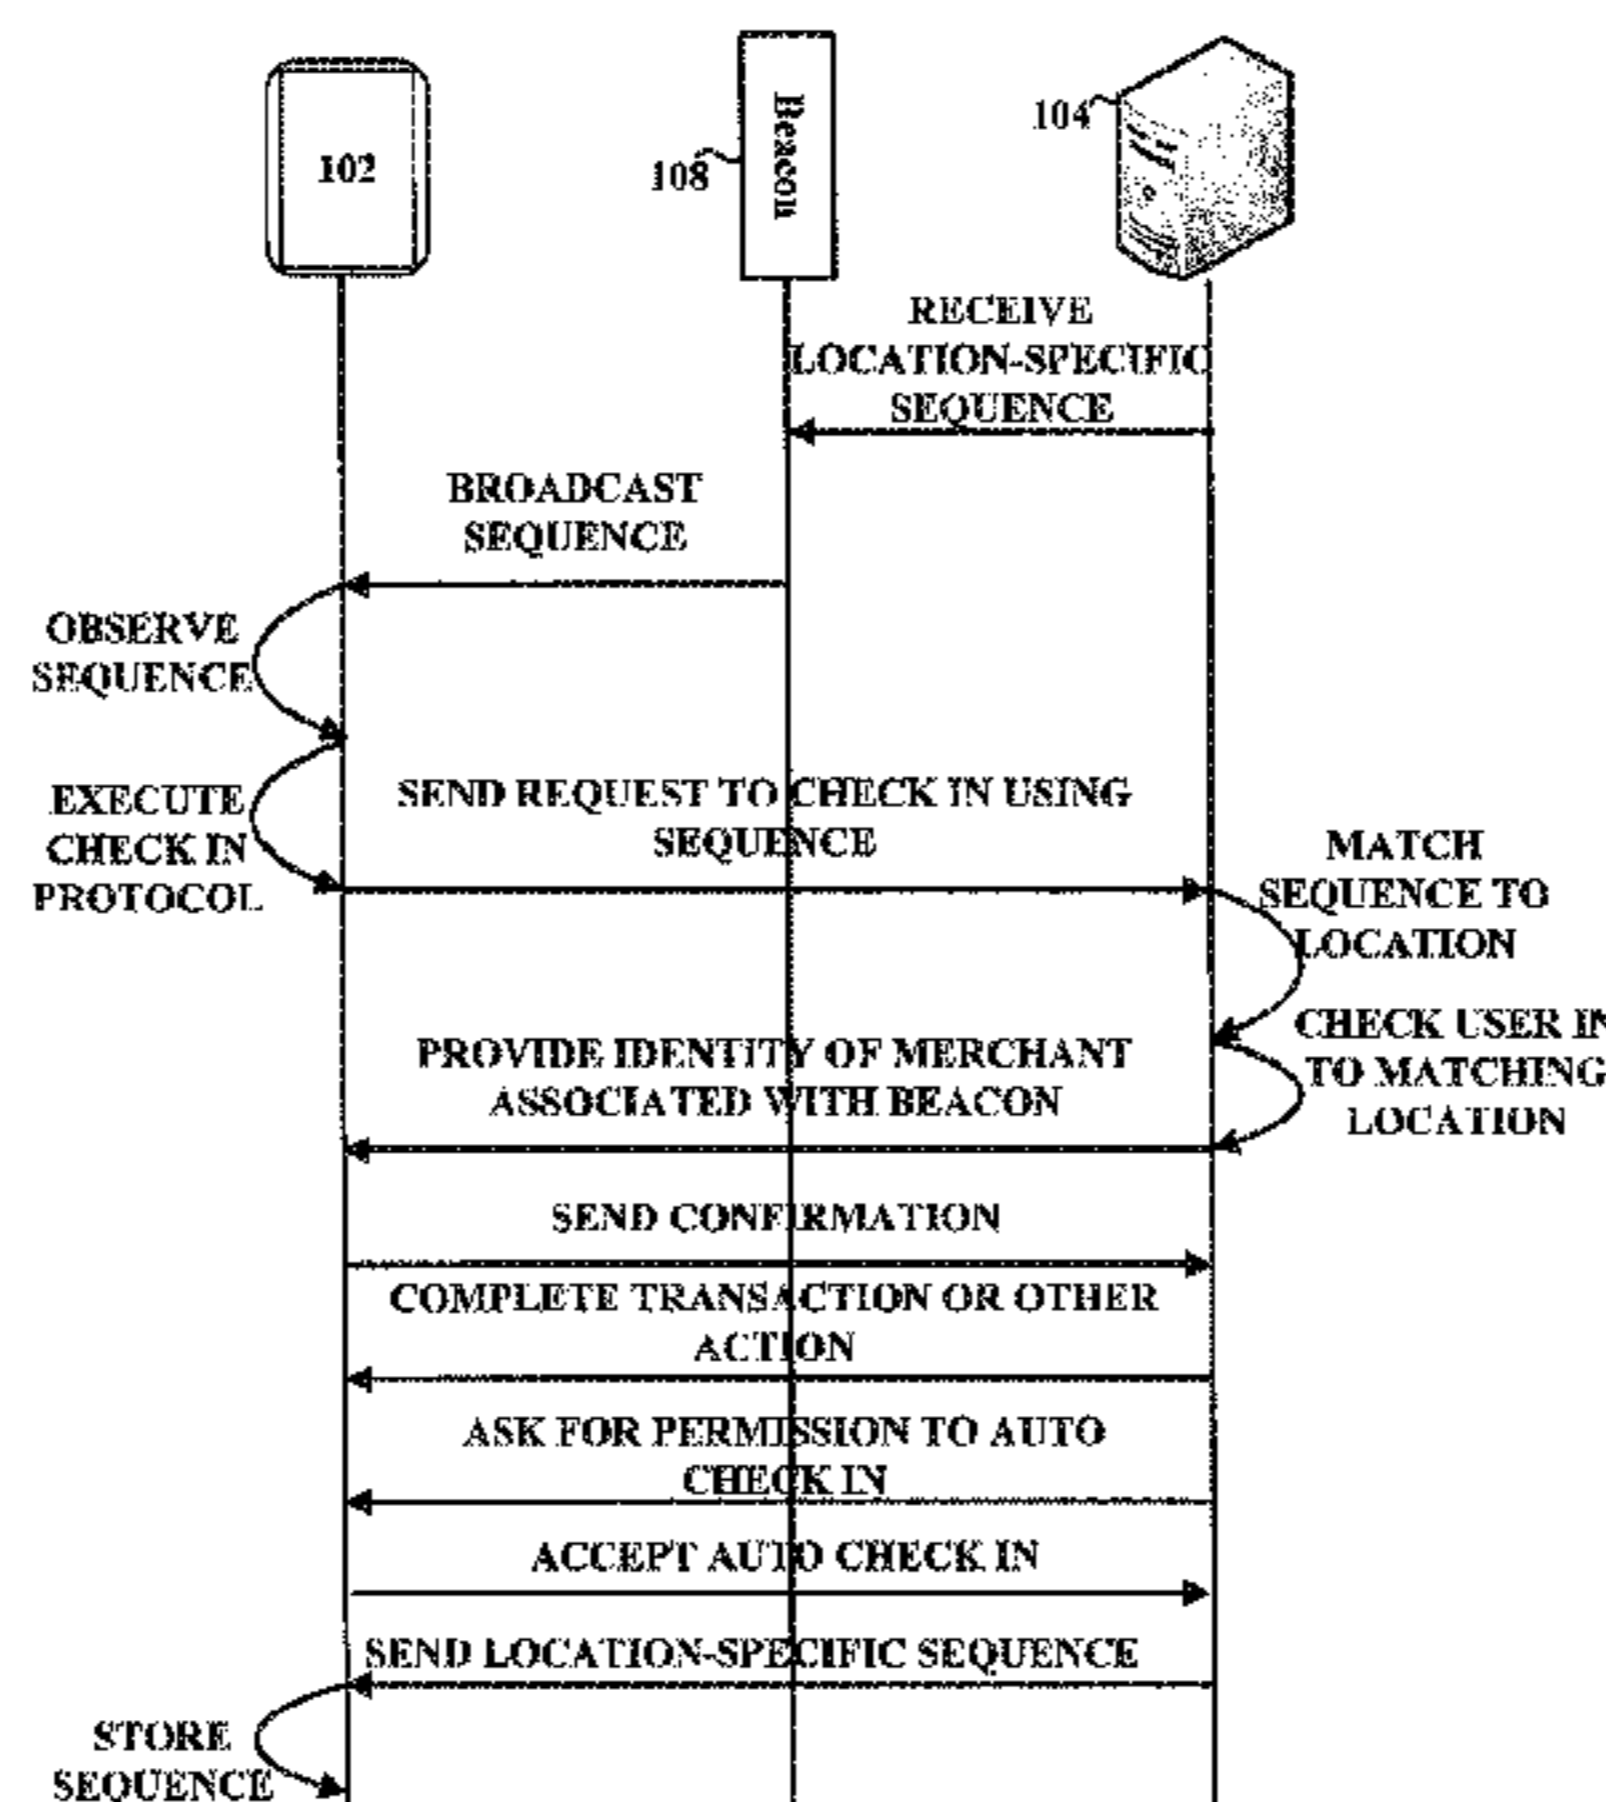 102
108
Beacon
104
RECEIVE
LOCATION-SPECIFIC
SEQUENCE
BROADCAST
SEQUENCE
OBSERVE
SEQUENCE
EXECUTE
CHECK IN
PROTOCOL
SEND REQUEST TO CHECK IN USING
SEQUENCE
MATCH
SEQUENCE TO
LOCATION
CHECK USER IN
TO MATCHING
LOCATION
PROVIDE IDENTITY OF MERCHANT
ASSOCIATED WITH BEACON
SEND CONFIRMATION
COMPLETE TRANSACTION OR OTHER
ACTION
ASK FOR PERMISSION TO AUTO
CHECK IN
ACCEPT AUTO CHECK IN
SEND LOCATION-SPECIFIC SEQUENCE
STORE
SEQUENCE